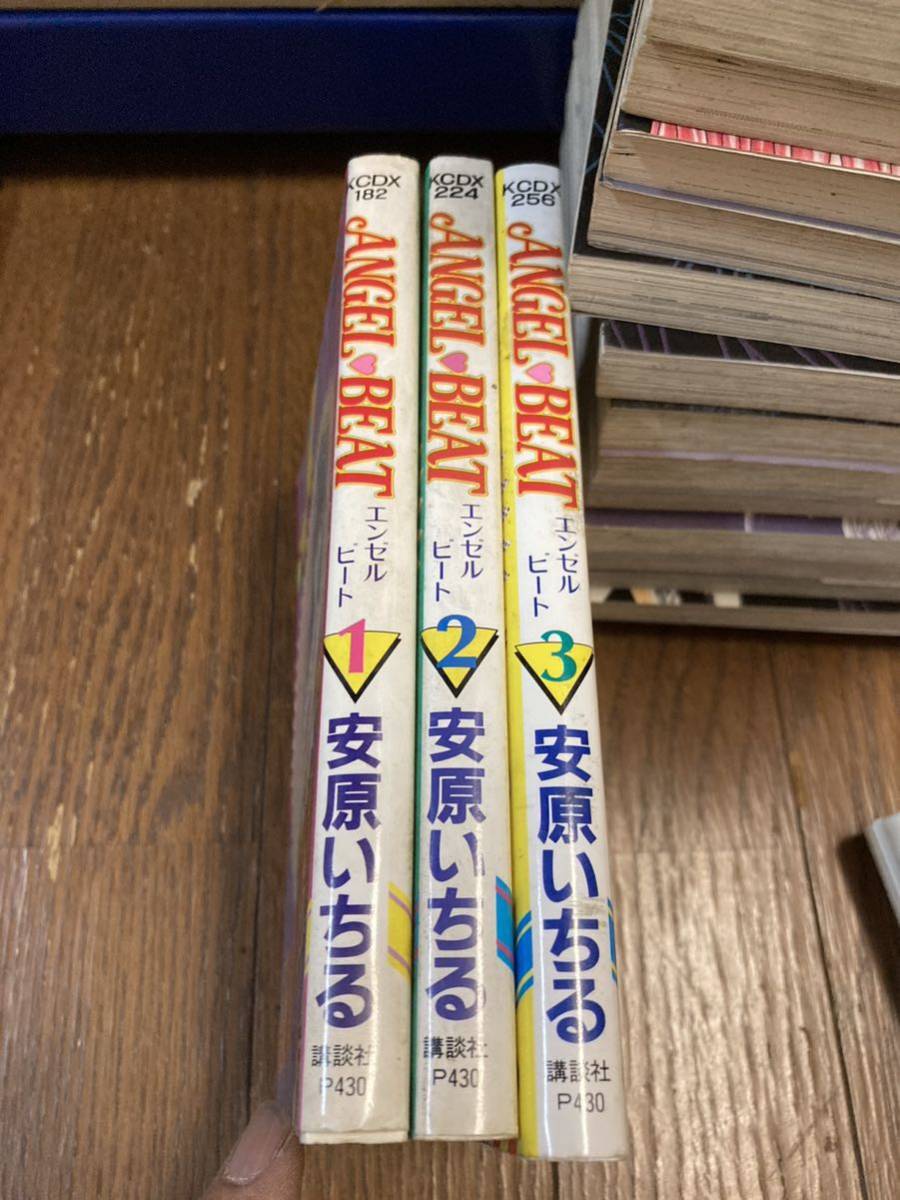 KCDX
182
ANGEL♥BEAT
エンゼル
ビート
1
安原いちる
講談社
P430
KCDX
224
ANGEL♥BEAT
エンゼル
ビート
2
安原いちる
講談社
P430
KCDX
256
ANGEL♥BEAT
エンゼル
ビート
3
安原いちる
講談社
P430